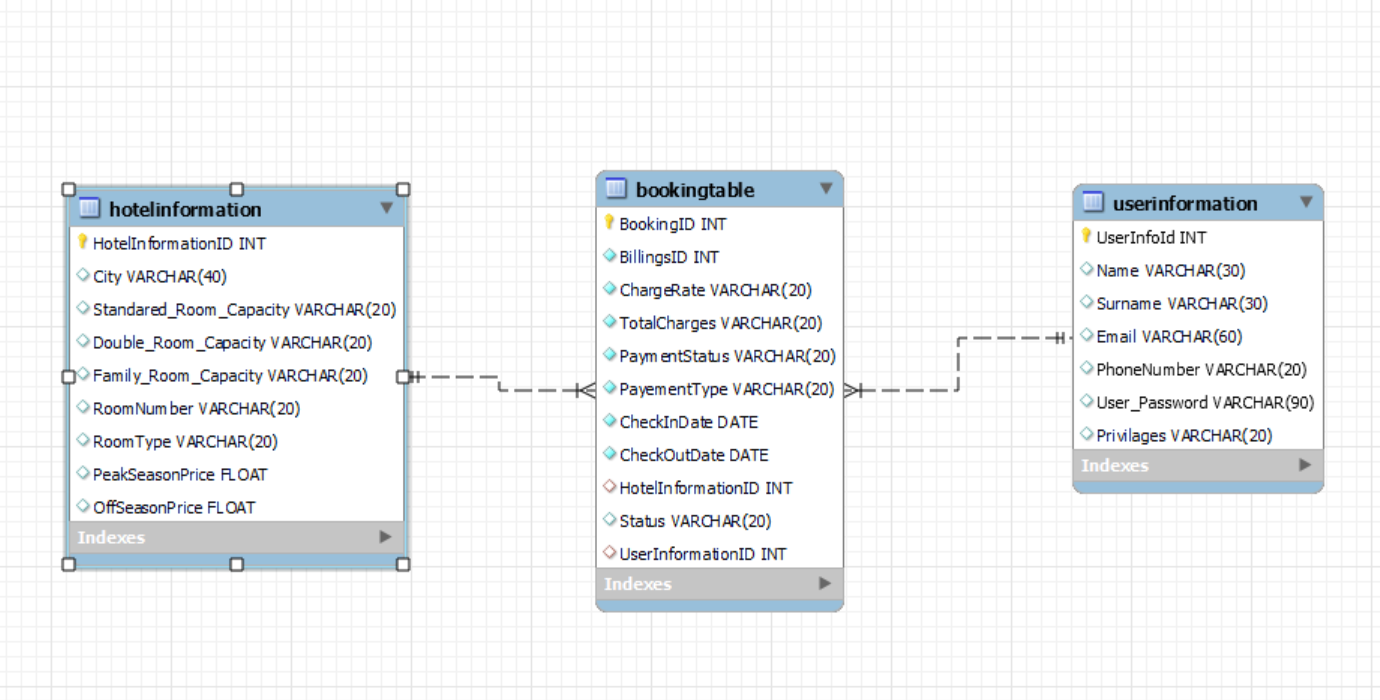 hotelinformation
HotelInformationID INT
City VARCHAR(40)
Standared_Room_Capacity VARCHAR(20)
Double_Room_Capacity VARCHAR(20)
Family_Room_Capacity VARCHAR(20)
RoomNumber VARCHAR(20)
RoomType VARCHAR(20)
PeakSeasonPrice FLOAT
OffSeasonPrice FLOAT
Indexes
bookingtable
BookingID INT
BillingsID INT
ChargeRate VARCHAR(20)
TotalCharges VARCHAR(20)
PaymentStatus VARCHAR(20)
PayementType VARCHAR(20)
CheckInDate DATE
CheckOutDate DATE
HotelInformationID INT
Status VARCHAR(20)
UserInformationID INT
Indexes
userinformation
UserInfoId INT
Name VARCHAR(30)
Surname VARCHAR(30)
Email VARCHAR(60)
PhoneNumber VARCHAR(20)
User_Password VARCHAR(90)
Privilages VARCHAR(20)
Indexes